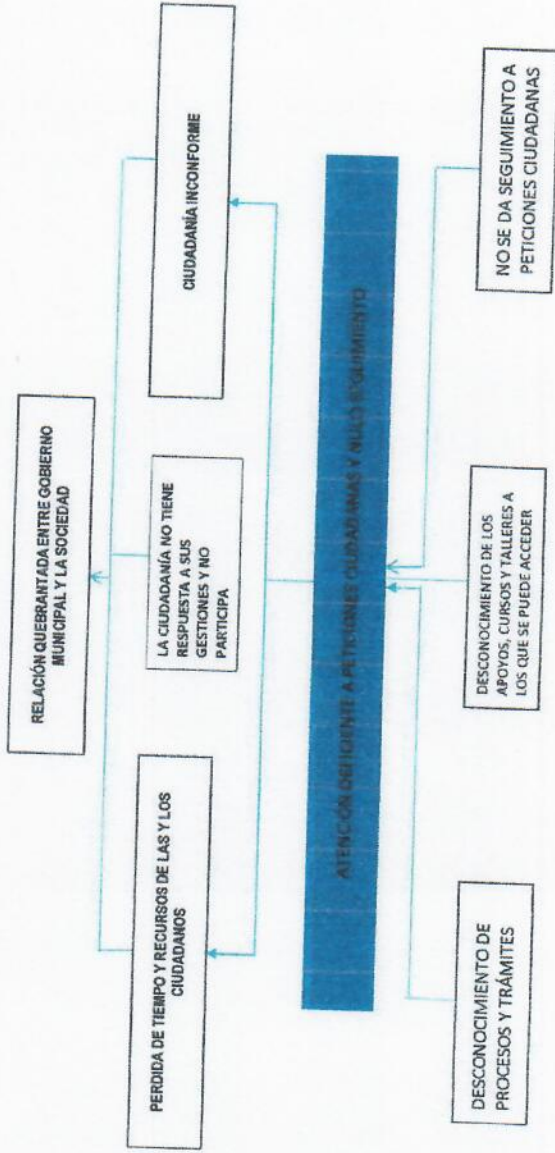 RELACIÓN QUEBRANTADA ENTRE GOBIERNO
MUNICIPAL Y LA SOCIEDAD
PERDIDA DE TIEMPO Y RECURSOS DE LAS Y LOS
CIUDADANOS
LA CIUDADANÍA NO TIENE
RESPUESTA A SUS
GESTIONES Y NO
PARTICIPA
CIUDADANÍA INCONFORME
ATENCIÓN DEFICIENTE A PETICIONES CIUDADANAS Y NULO SEGUIMIENTO
DESCONOCIMIENTO DE
PROCESOS Y TRÁMITES
DESCONOCIMIENTO DE LOS
APOYOS, CURSOS Y TALLERES A
LOS QUE SE PUEDE ACCEDER
NO SE DA SEGUIMIENTO A
PETICIONES CIUDADANAS